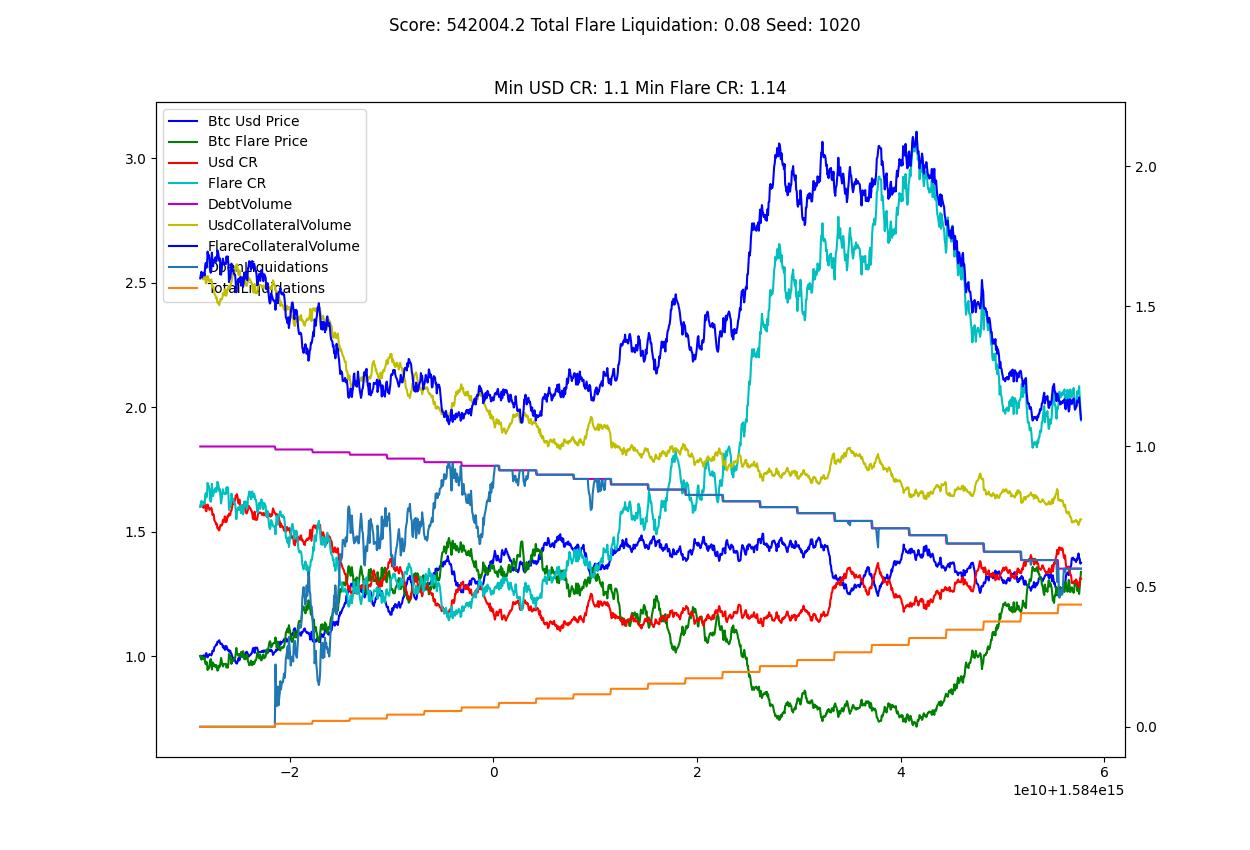 Score: 542004.2 Total Flare Liquidation: 0.08 Seed: 1020
Min USD CR: 1.1 Min Flare CR: 1.14
Btc Usd Price
Btc Flare Price
Usd CR
Flare CR
DebtVolume
UsdCollateralVolume
FlareCollateralVolume
OpenLiquidations
TotalLiquidations
3.0
2.5
2.0
1.5
1.0
2.0
1.5
1.0
0.5
0.0
−2
0
2
4
6
1e10+1.584e15